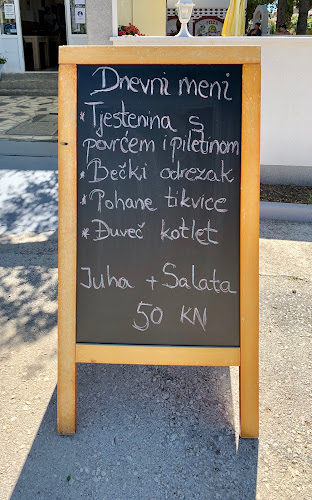 Dnevni meni
* Tjestenina s
povrćem i piletinom
* Bečki odrezak
* Pohane tikvice
* Đuveč kotlet
Juha + Salata
50 KN